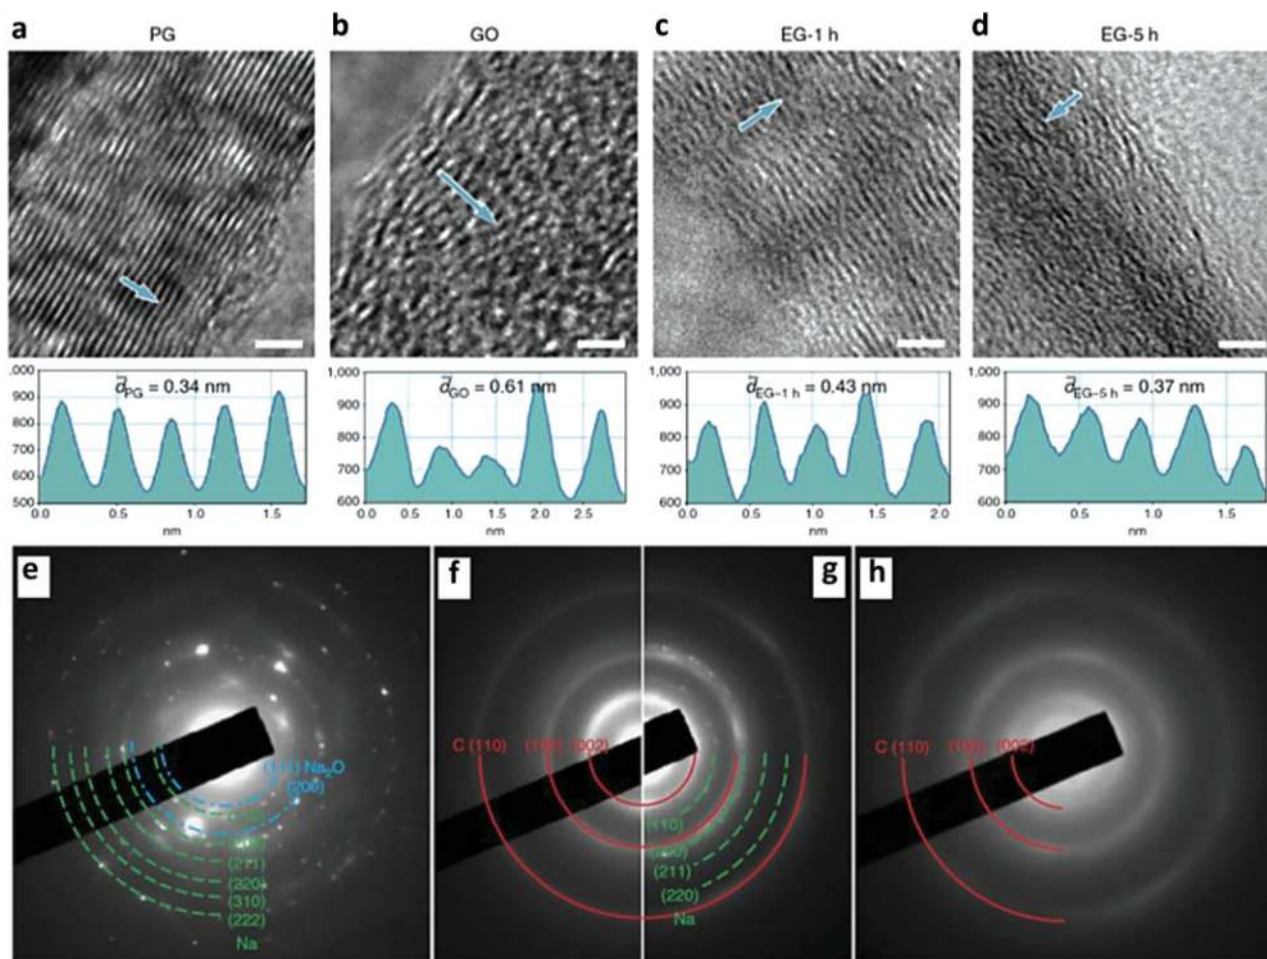 a PG
b GO
c EG-1 h
d EG-5 h
,000
900
800
700
600
500
d̅PG = 0.34 nm
0.0 0.5 1.0 1.5
nm
1,000
900
800
700
600
d̅GO = 0.61 nm
0.0 0.5 1.0 1.5 2.0 2.5
nm
1,000
900
800
700
600
d̅EG–1 h = 0.43 nm
0.0 0.5 1.0 1.5 2.0
nm
1,000
900
800
700
600
d̅EG–5 h = 0.37 nm
0.0 0.5 1.0 1.5
nm
e
(111) Na2O
(200)
(211)
(220)
(310)
(222)
Na
f
C (110) (100) (002)
g
(110)
(200)
(211)
(220)
Na
h
C (110) (100) (002)